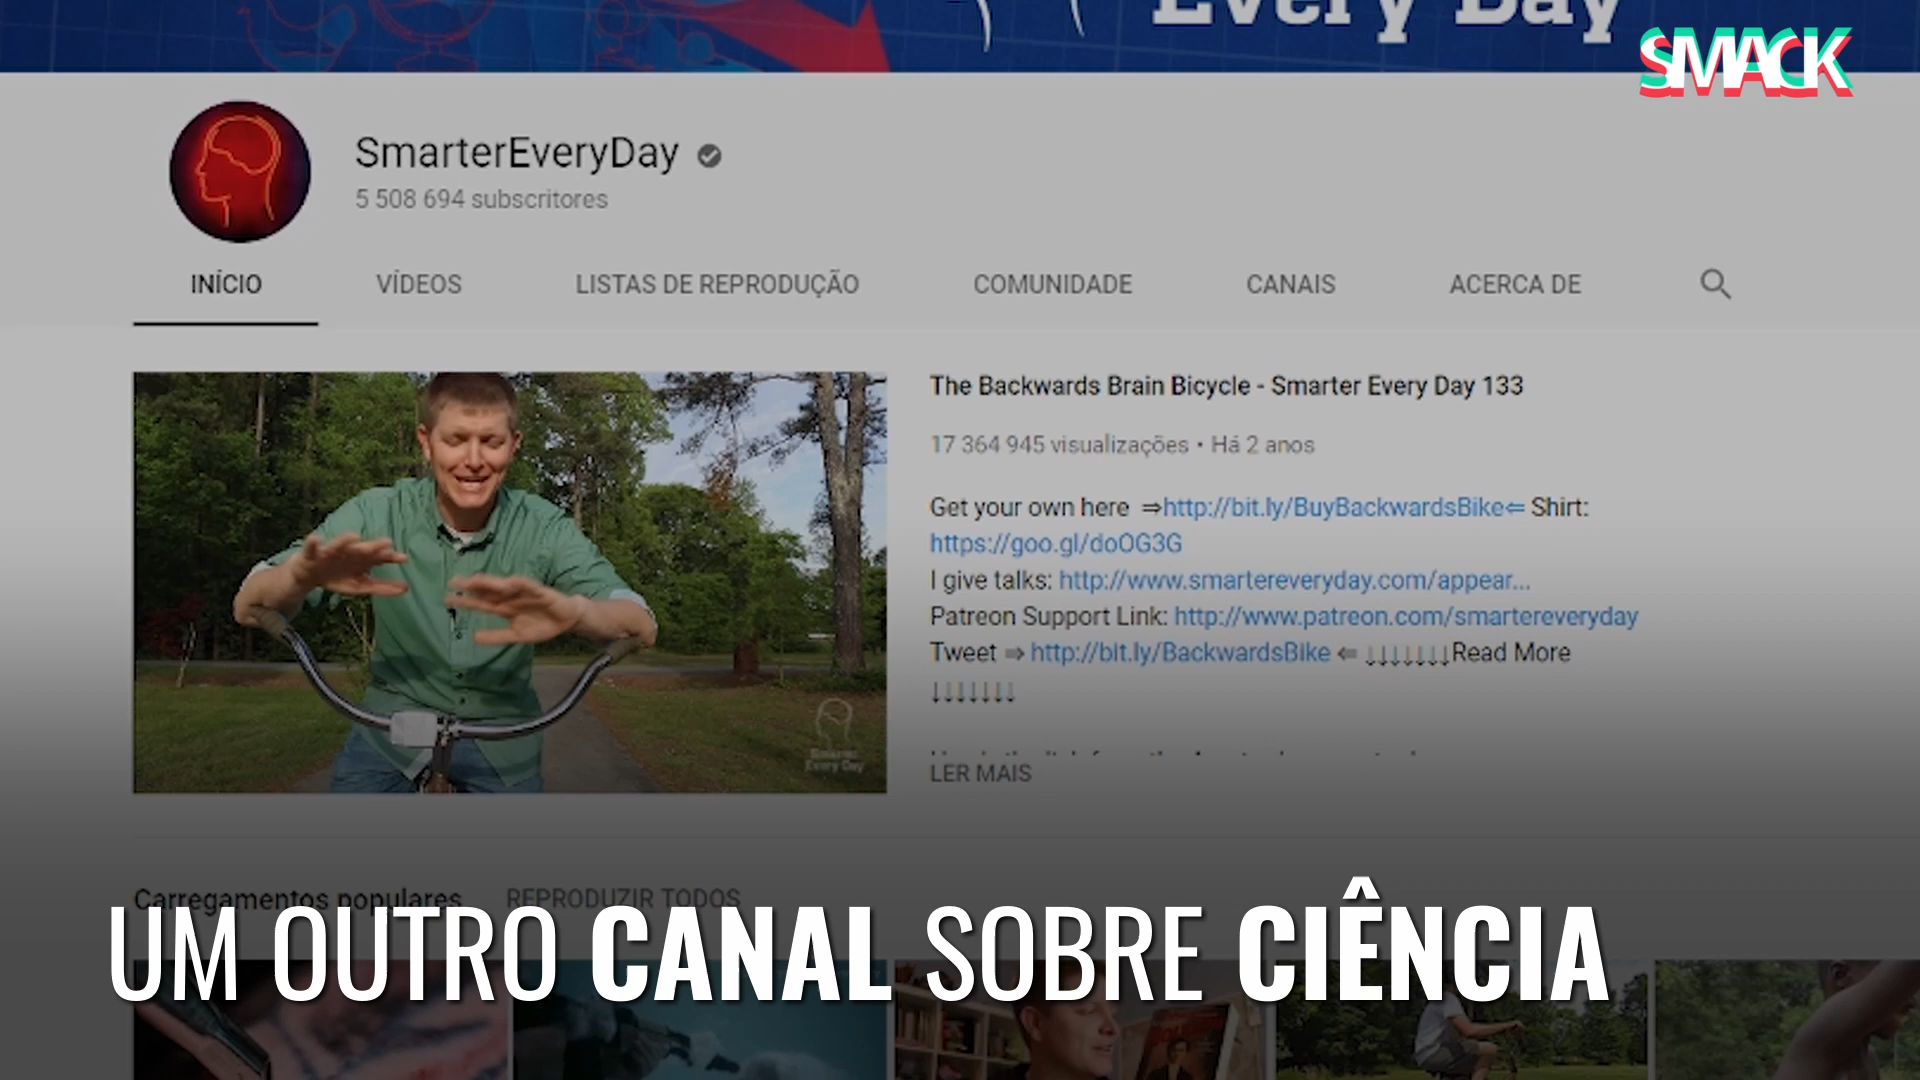 Every Day
SMACK
SmarterEveryDay
5 508 694 subscritores
INÍCIO VÍDEOS LISTAS DE REPRODUÇÃO COMUNIDADE CANAIS ACERCA DE
The Backwards Brain Bicycle - Smarter Every Day 133
17 364 945 visualizações • Há 2 anos
Get your own here ⇒http://bit.ly/BuyBackwardsBike⇐ Shirt:
https://goo.gl/doOG3G
I give talks: http://www.smartereveryday.com/appear...
Patreon Support Link: http://www.patreon.com/smartereveryday
Tweet ⇒ http://bit.ly/BackwardsBike ⇐ ↓↓↓↓↓↓↓Read More
↓↓↓↓↓↓↓
LER MAIS
Smarter
Every Day
Carregamentos populares REPRODUZIR TODOS
UM OUTRO CANAL SOBRE CIÊNCIA